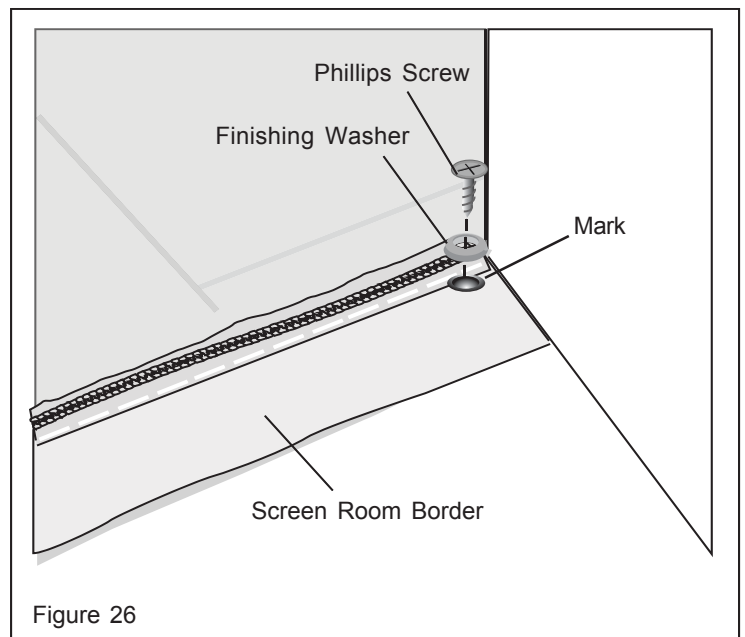 Phillips Screw
Finishing Washer
Mark
Screen Room Border
Figure 26